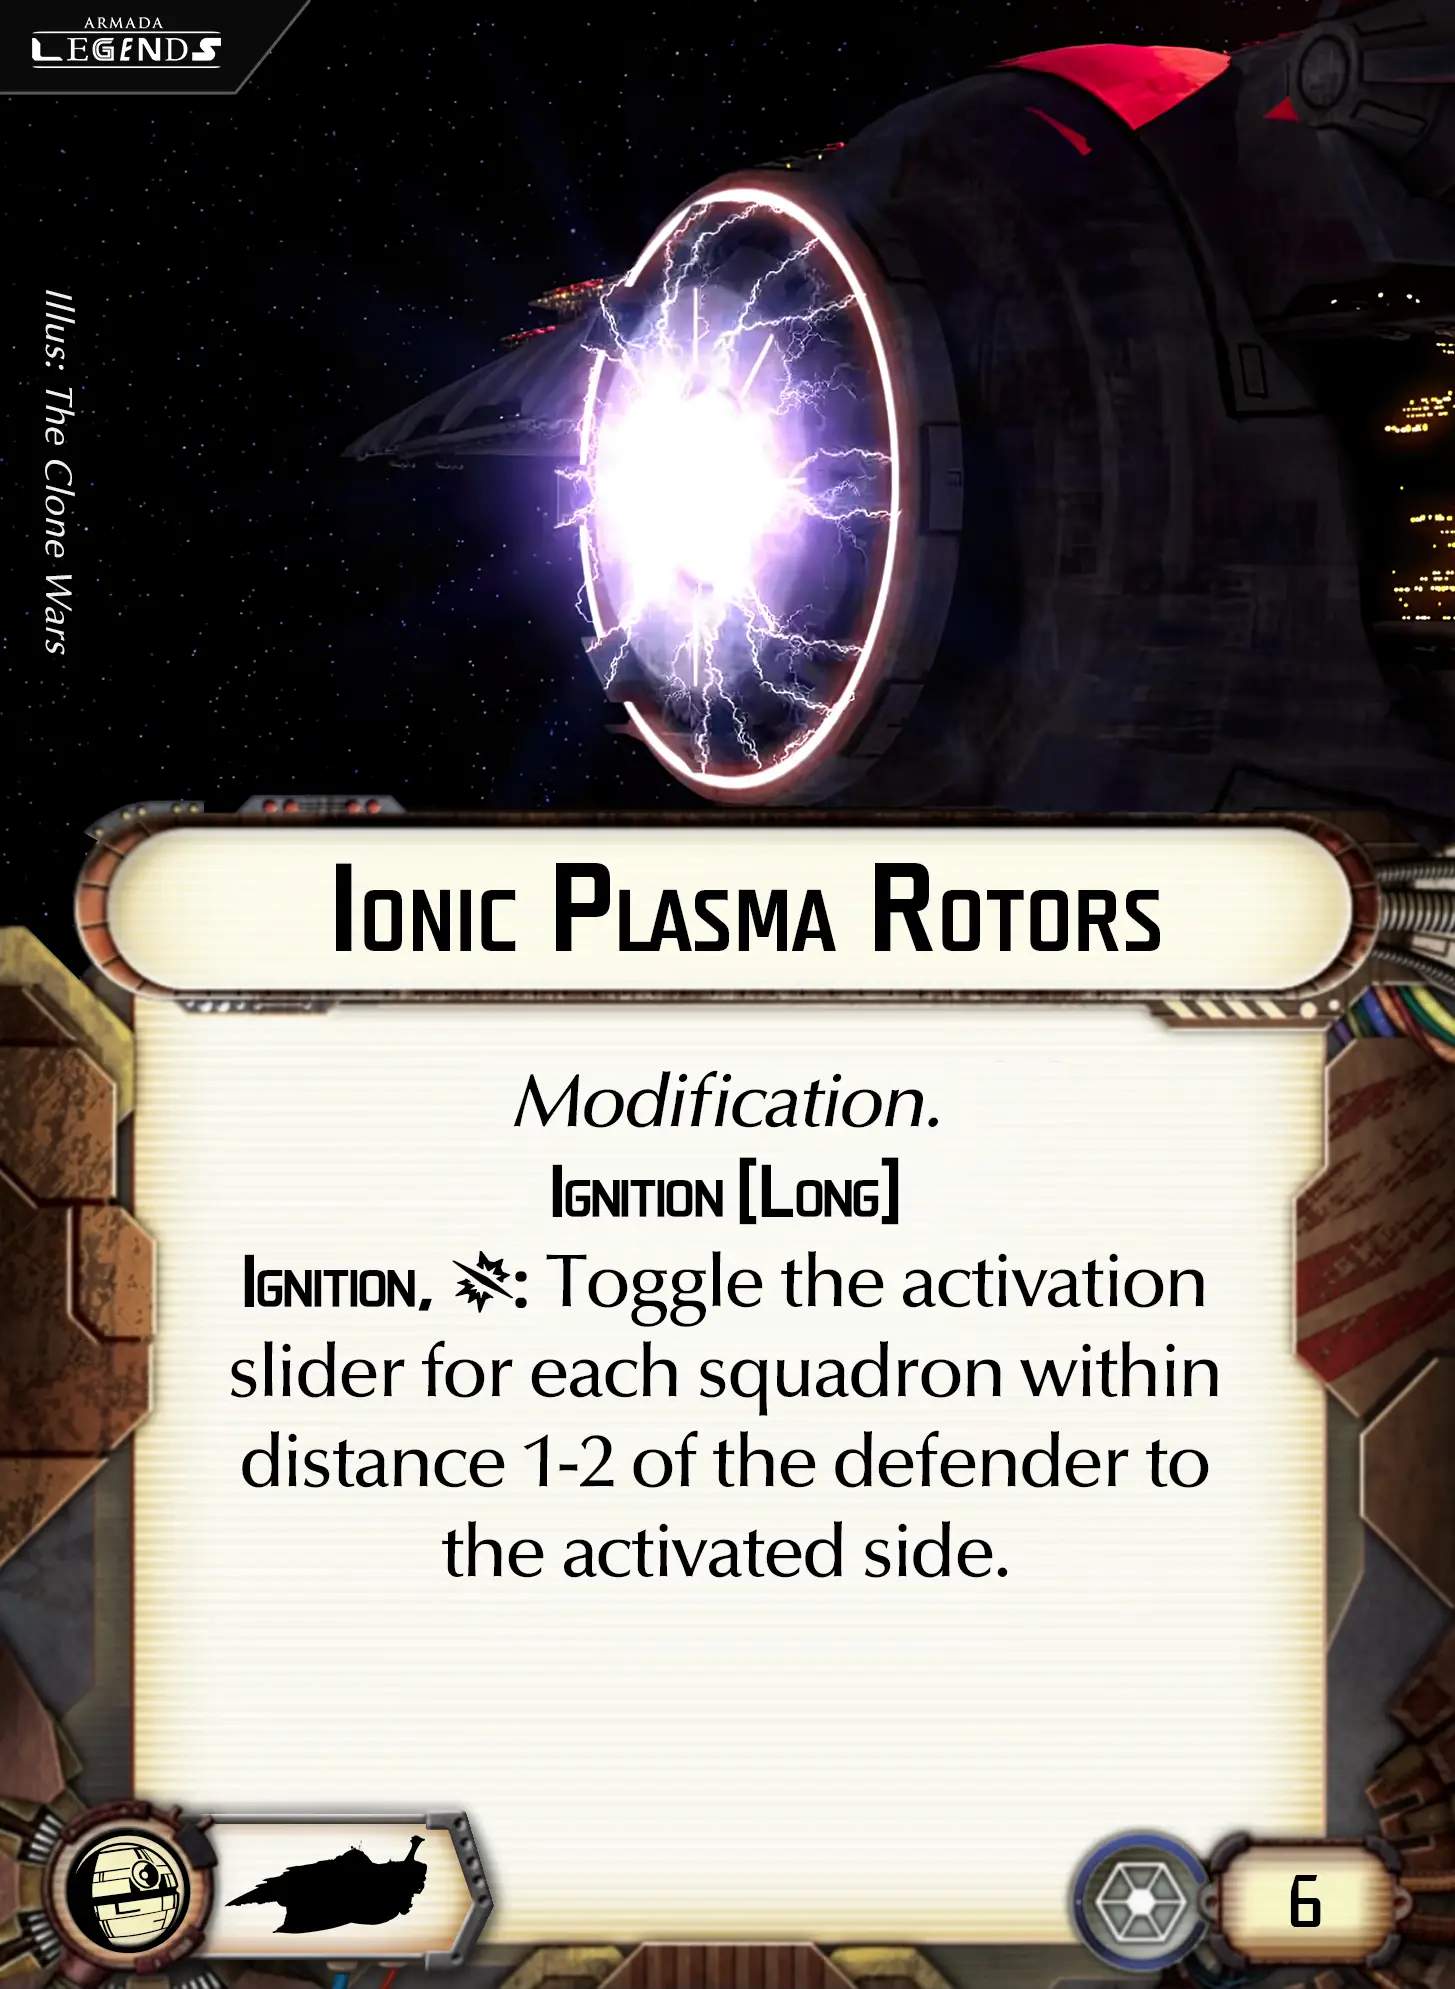 ARMADA
LEGENDS
Illus: The Clone Wars
Ionic Plasma Rotors
Modification.
Ignition [Long]
Ignition, : Toggle the activation
slider for each squadron within
distance 1-2 of the defender to
the activated side.
6